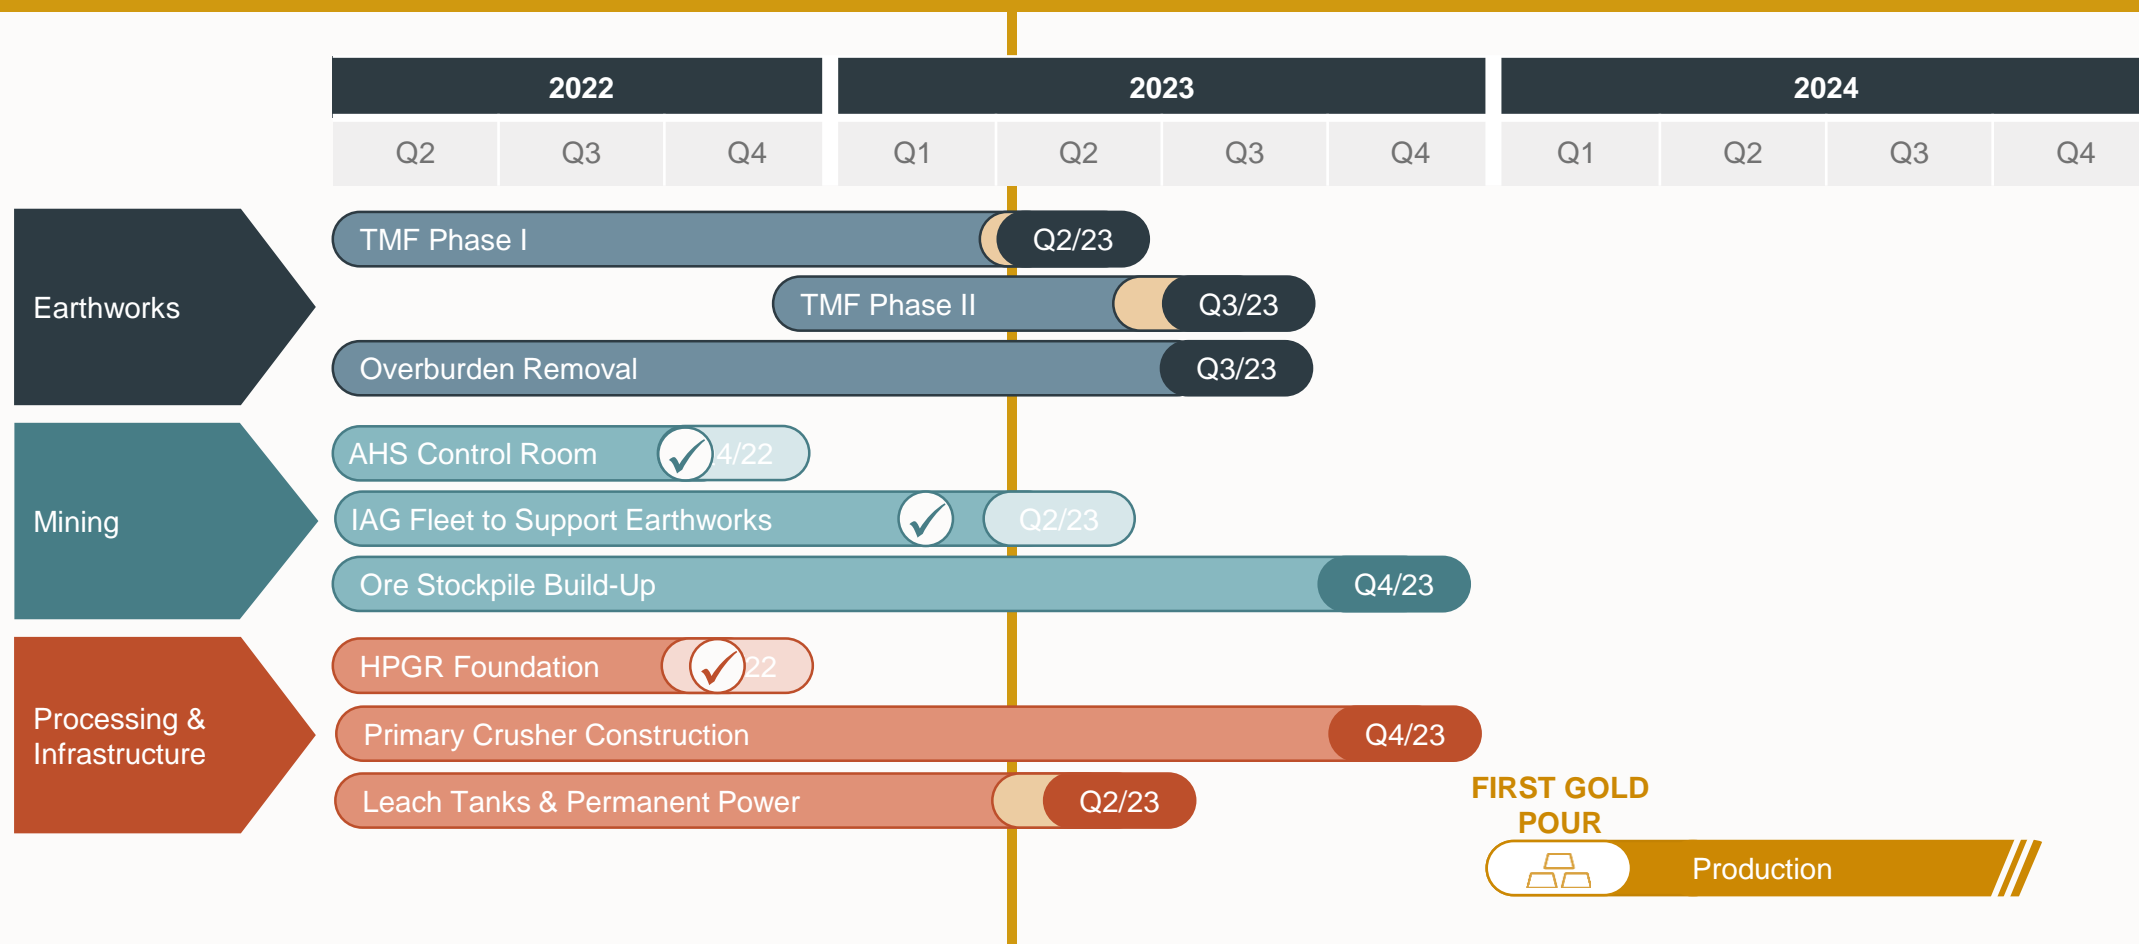 2022
2023
2024
Q2 Q3 Q4 Q1 Q2 Q3 Q4 Q1 Q2 Q3 Q4
Earthworks
TMF Phase I Q2/23
TMF Phase II Q3/23
Overburden Removal Q3/23
Mining
AHS Control Room 4/22
IAG Fleet to Support Earthworks Q2/23
Ore Stockpile Build-Up Q4/23
Processing &
Infrastructure
HPGR Foundation 22
Primary Crusher Construction Q4/23
Leach Tanks & Permanent Power Q2/23
FIRST GOLD
POUR
Production